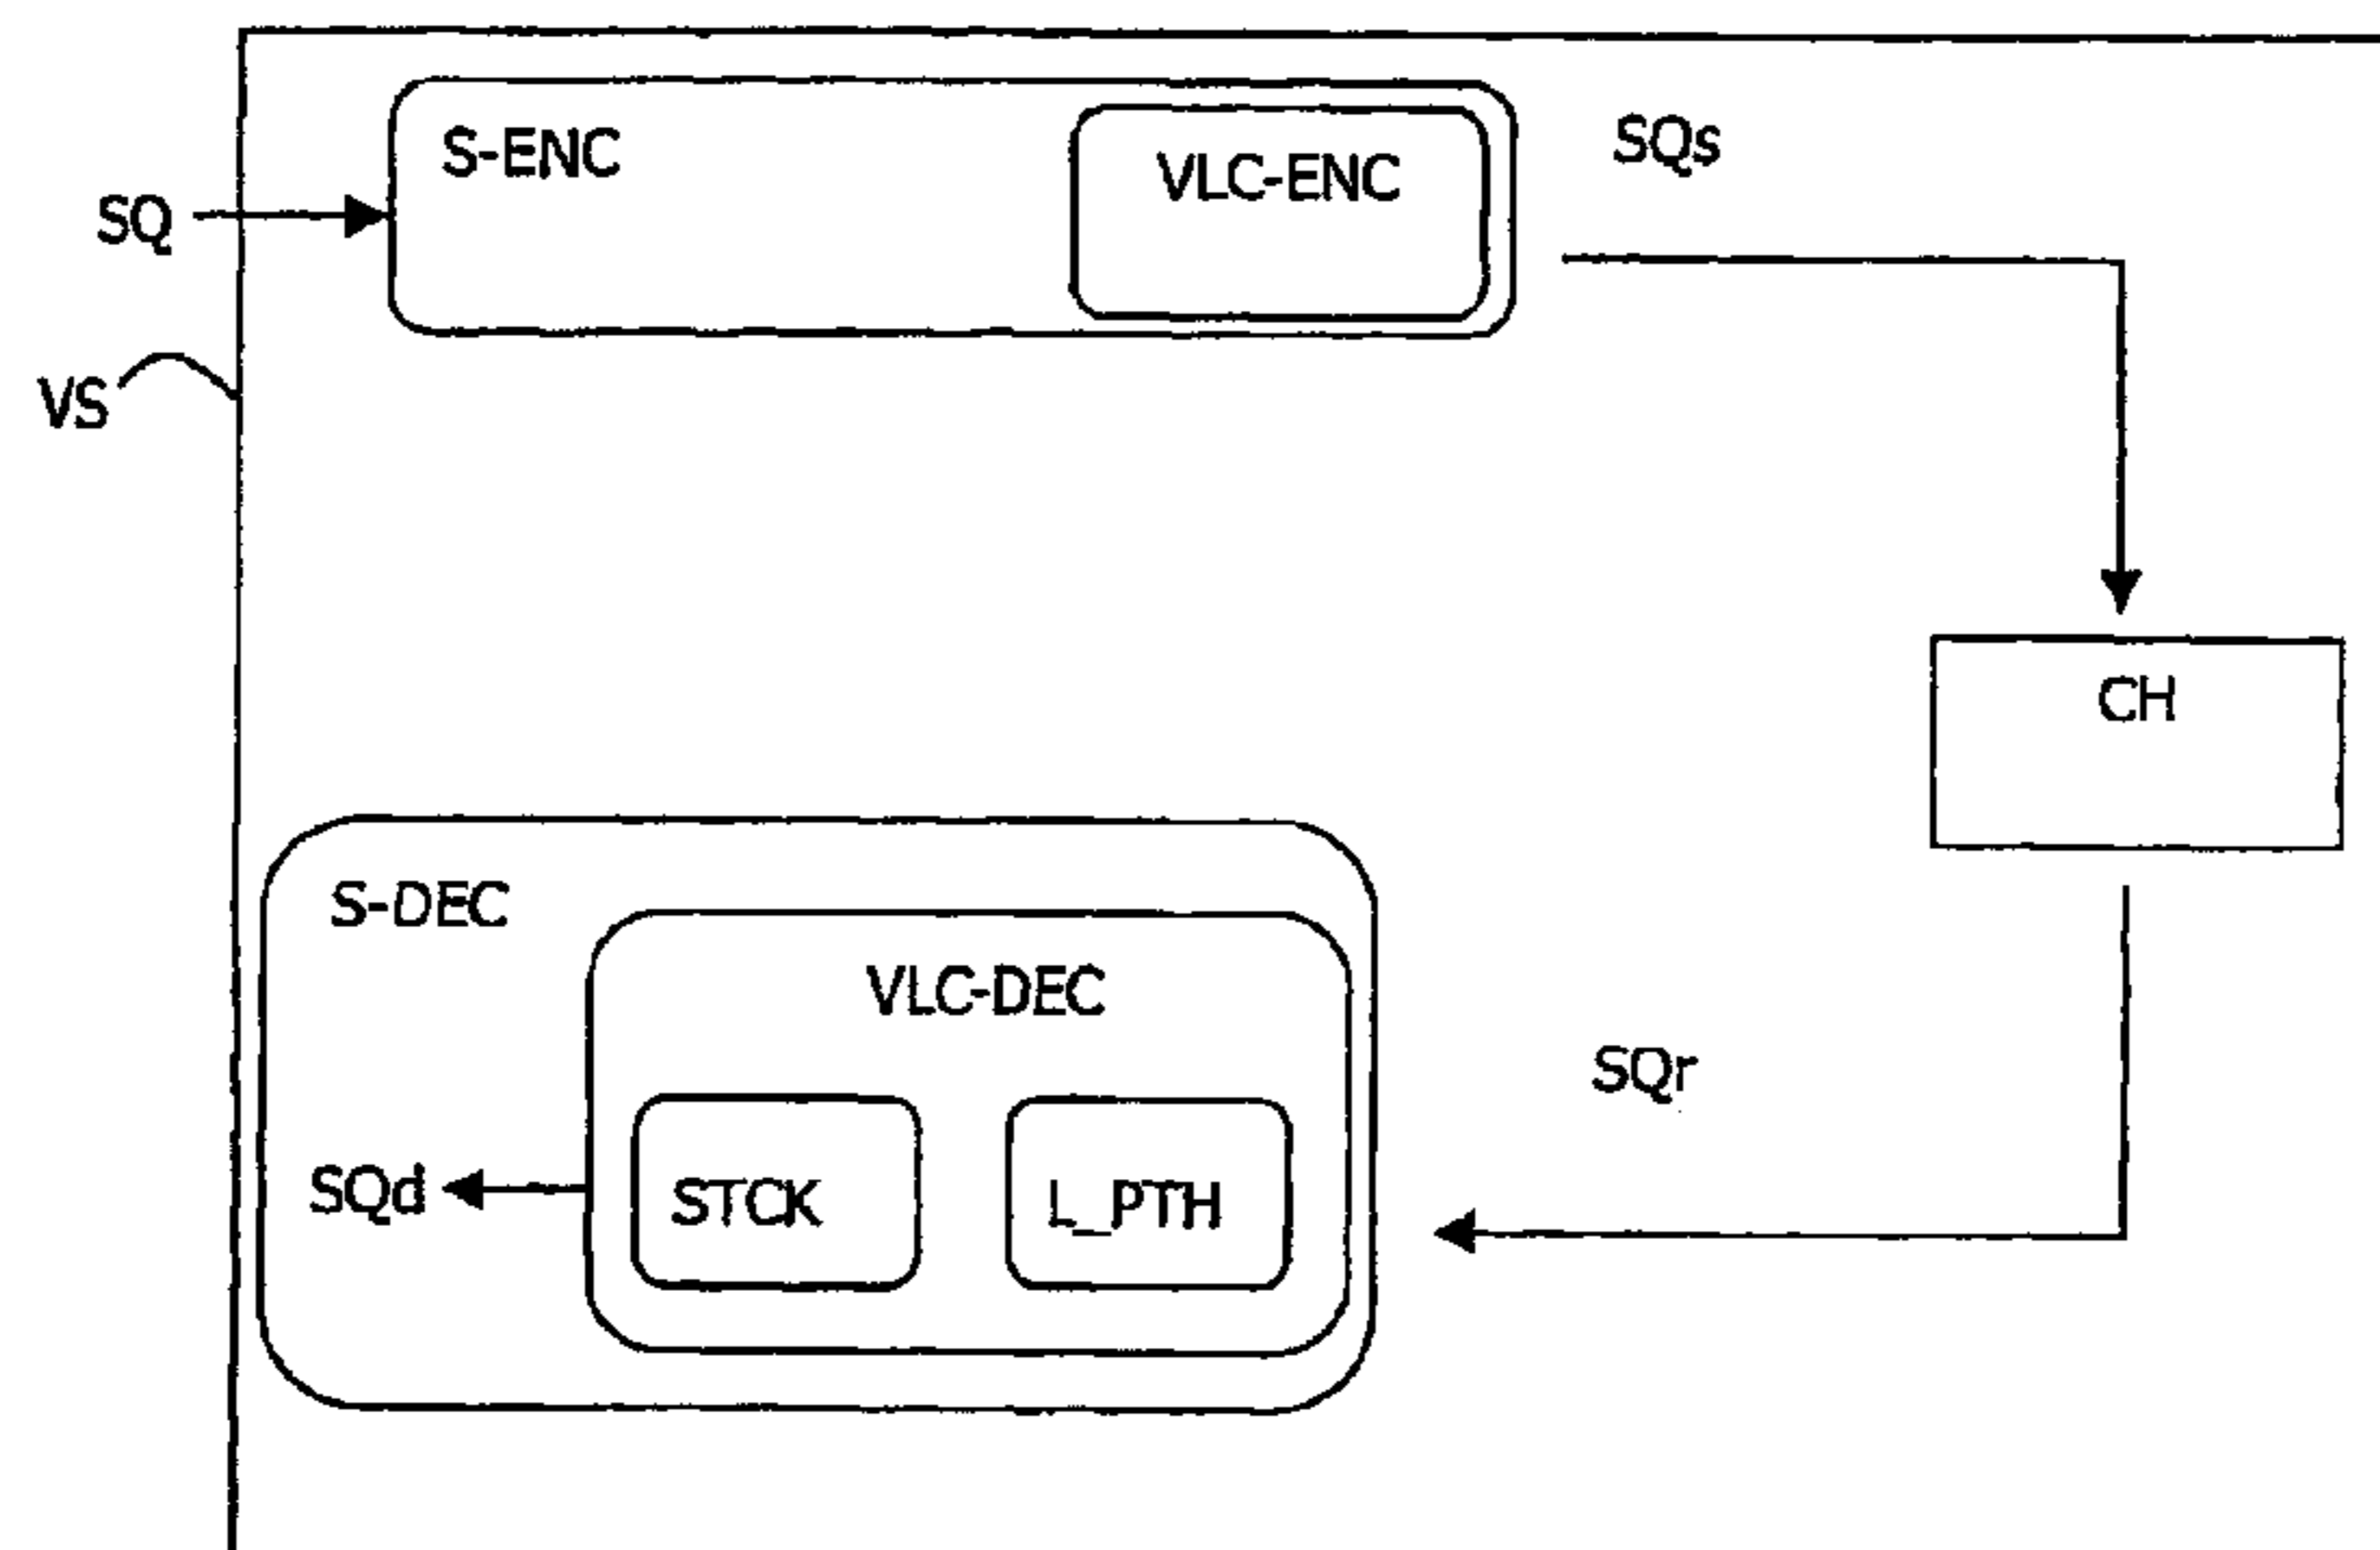 S-ENC
VLC-ENC
SQs
SQ
VS
CH
S-DEC
VLC-DEC
SQr
SQd
STCK
L_PTH